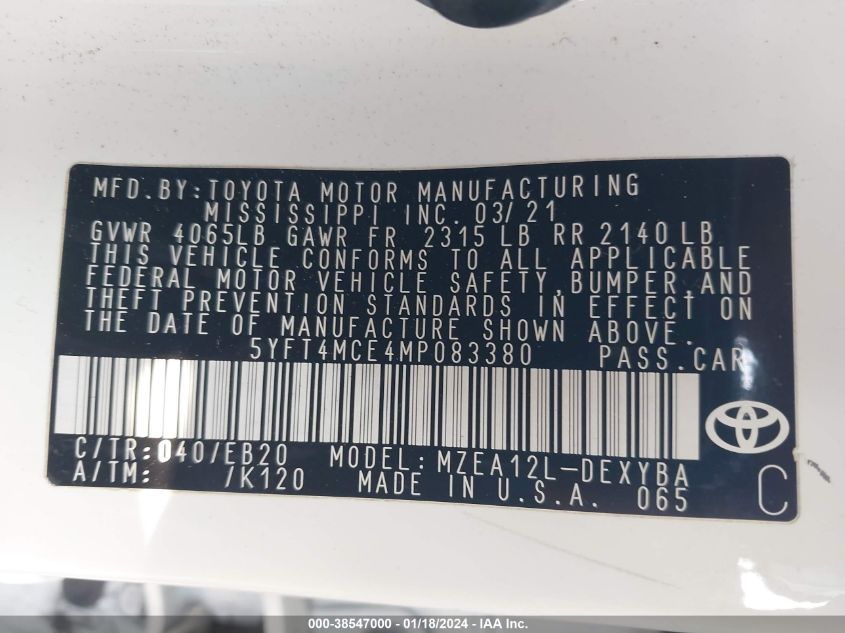 MFD.BY:TOYOTA MOTOR MANUFACTURING
MISSISSIPPI INC. 03/21
GVWR 4065LB GAWR FR 2315 LB RR 2140 LB
THIS VEHICLE CONFORMS TO ALL APPLICABLE
FEDERAL MOTOR VEHICLE SAFETY,BUMPER,AND
THEFT PREVENTION STANDARDS IN EFFECT ON
THE DATE OF MANUFACTURE SHOWN ABOVE.
5YFT4MCE4MP083380 PASS.CAR
C/TR:040/EB20 MODEL:MZEA12L-DEXYBA
A/TM: /K120 MADE IN U.S.A. 065 C
000-38547000 - 01/18/2024 - IAA Inc.